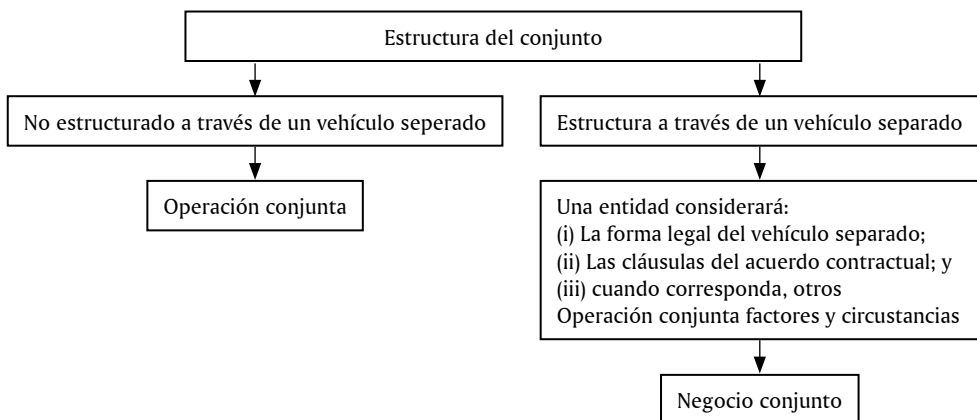 Estructura del conjunto
No estructurado a través de un vehículo seperado
Estructura a través de un vehículo separado
Operación conjunta
Una entidad considerará:
(i) La forma legal del vehículo separado;
(ii) Las cláusulas del acuerdo contractual; y
(iii) cuando corresponda, otros
Operación conjunta factores y circustancias
Negocio conjunto